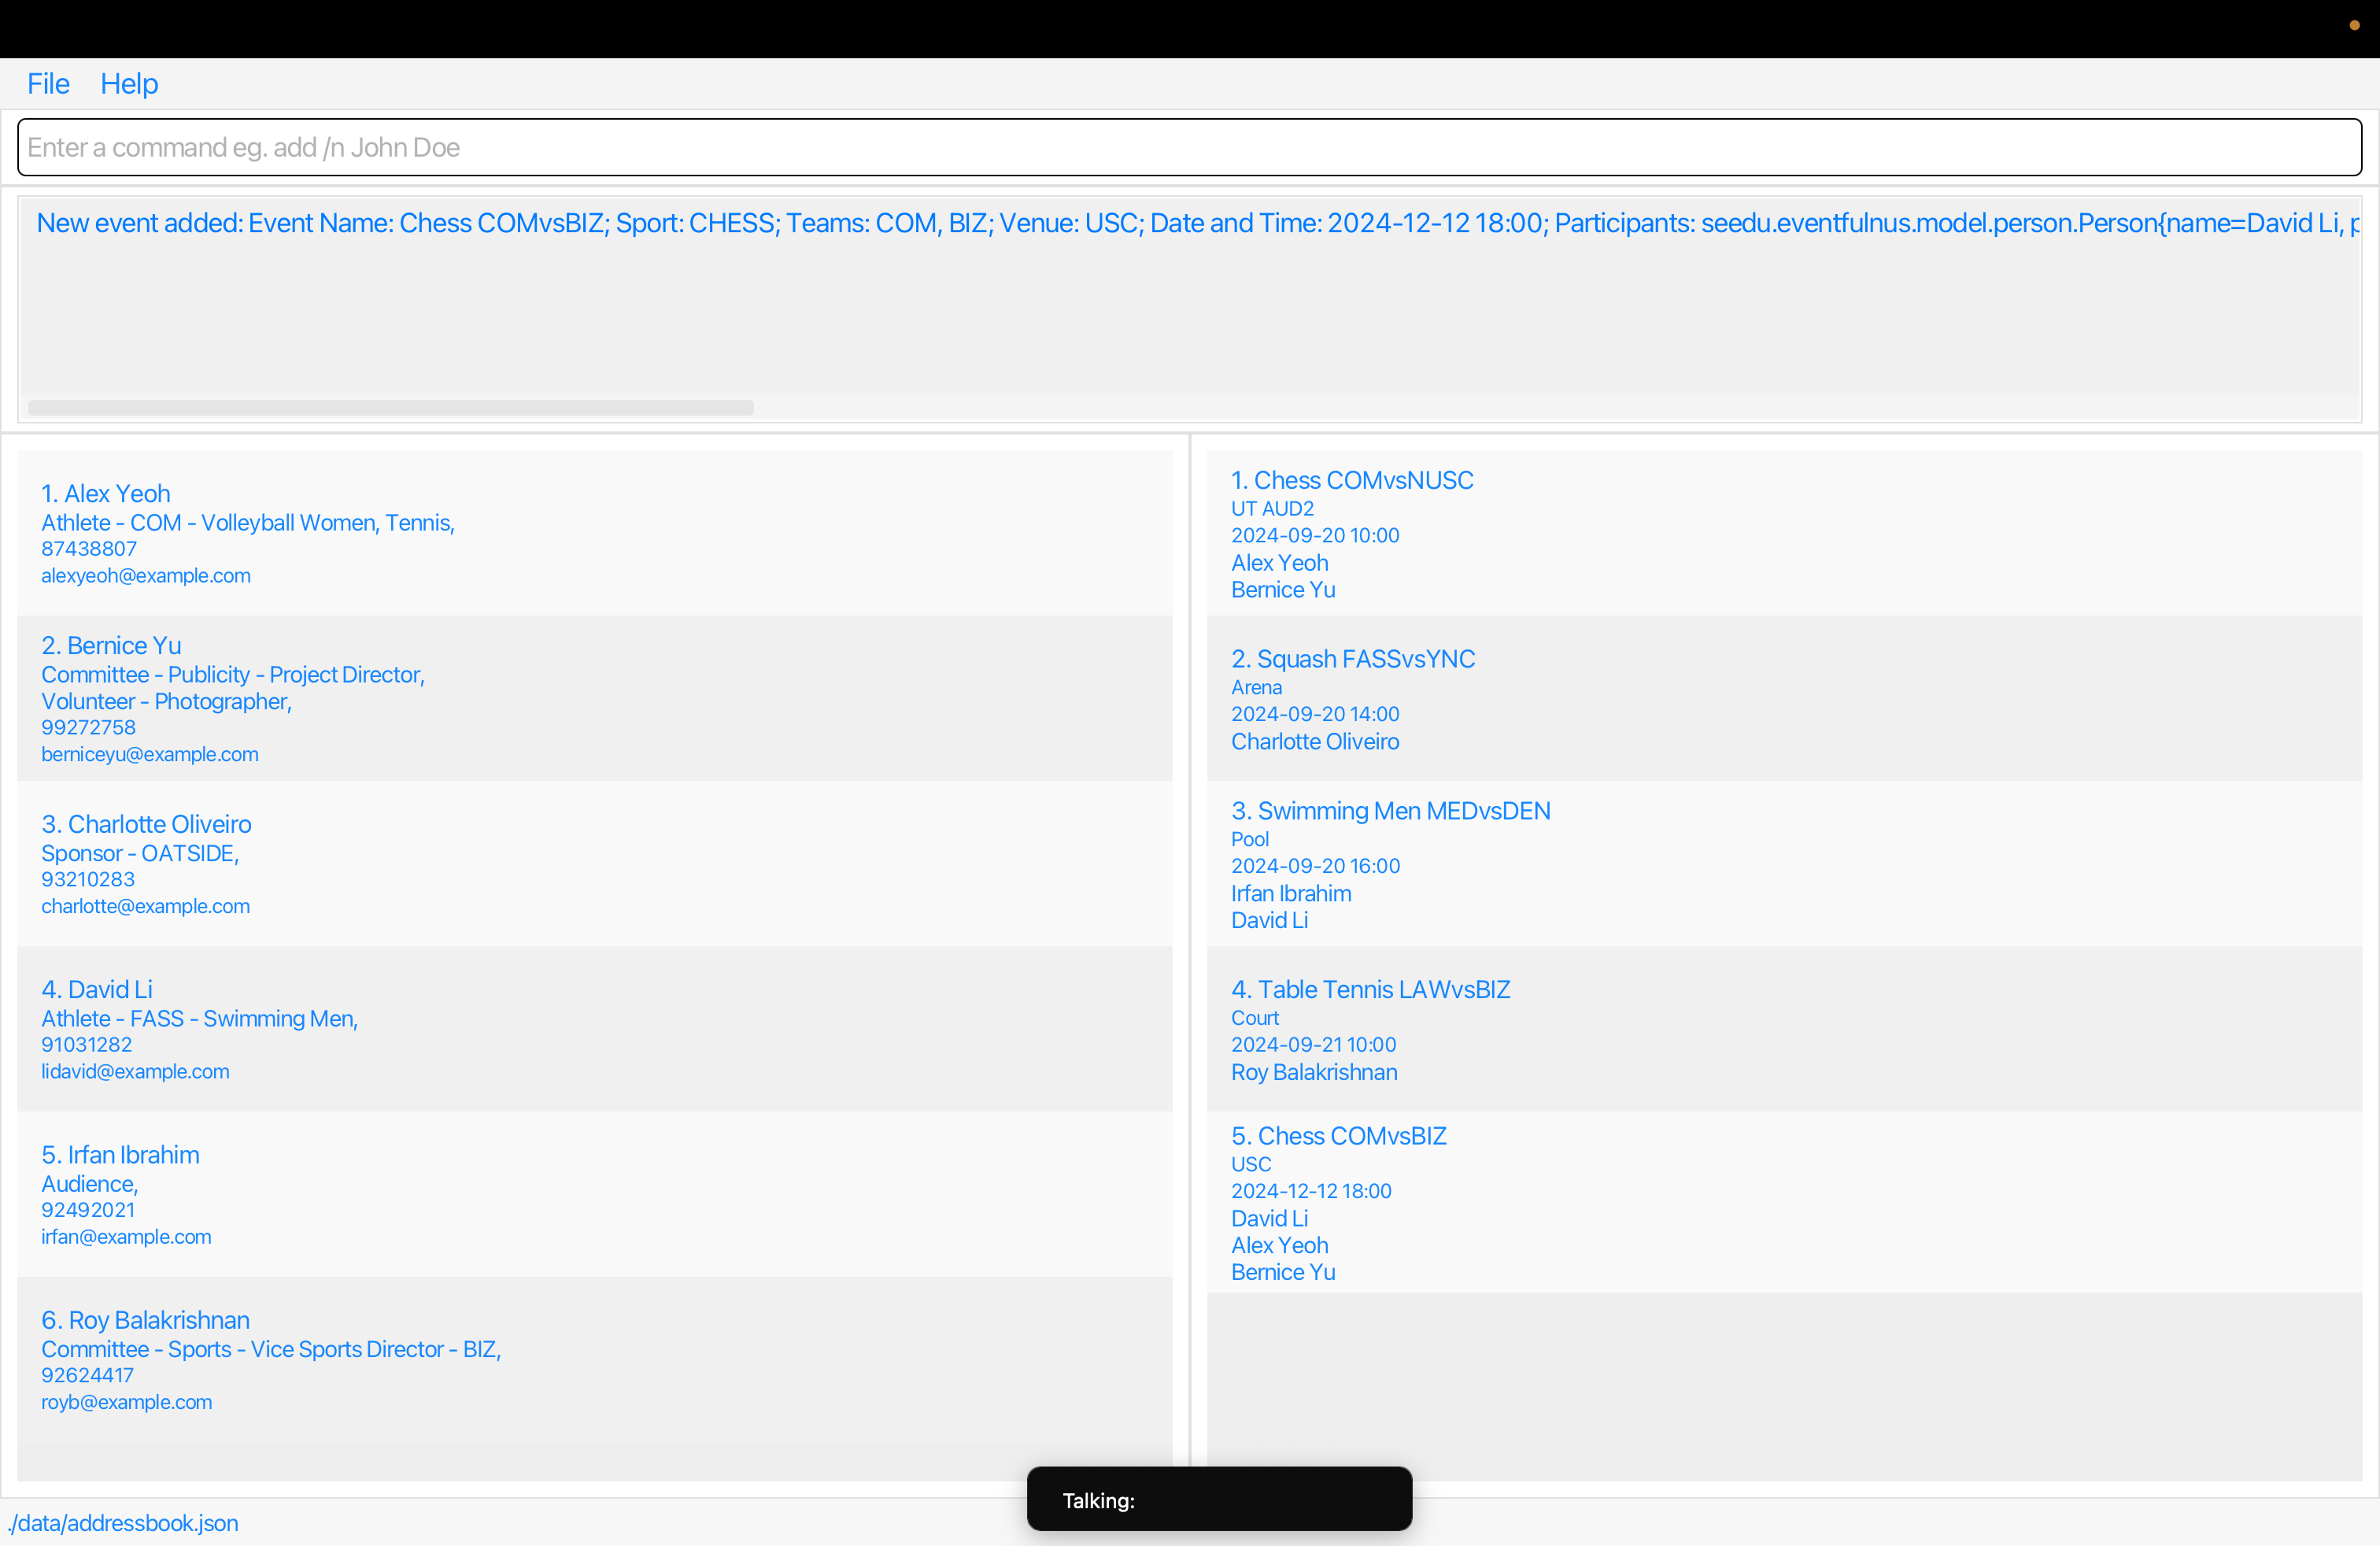 File Help
Enter a command eg. add /n John Doe
New event added: Event Name: Chess COMvsBIZ; Sport: CHESS; Teams: COM, BIZ; Venue: USC; Date and Time: 2024-12-12 18:00; Participants: seedu.eventfulnus.model.person.Person{name=David Li, p
1. Alex Yeoh
Athlete - COM - Volleyball Women, Tennis,
87438807
alexyeoh@example.com
2. Bernice Yu
Committee - Publicity - Project Director,
Volunteer - Photographer,
99272758
berniceyu@example.com
3. Charlotte Oliveiro
Sponsor - OATSIDE,
93210283
charlotte@example.com
4. David Li
Athlete - FASS - Swimming Men,
91031282
lidavid@example.com
5. Irfan Ibrahim
Audience,
92492021
irfan@example.com
6. Roy Balakrishnan
Committee - Sports - Vice Sports Director - BIZ,
92624417
royb@example.com
1. Chess COMvsNUSC
UT AUD2
2024-09-20 10:00
Alex Yeoh
Bernice Yu
2. Squash FASSvsYNC
Arena
2024-09-20 14:00
Charlotte Oliveiro
3. Swimming Men MEDvsDEN
Pool
2024-09-20 16:00
Irfan Ibrahim
David Li
4. Table Tennis LAWvsBIZ
Court
2024-09-21 10:00
Roy Balakrishnan
5. Chess COMvsBIZ
USC
2024-12-12 18:00
David Li
Alex Yeoh
Bernice Yu
Talking:
./data/addressbook.json